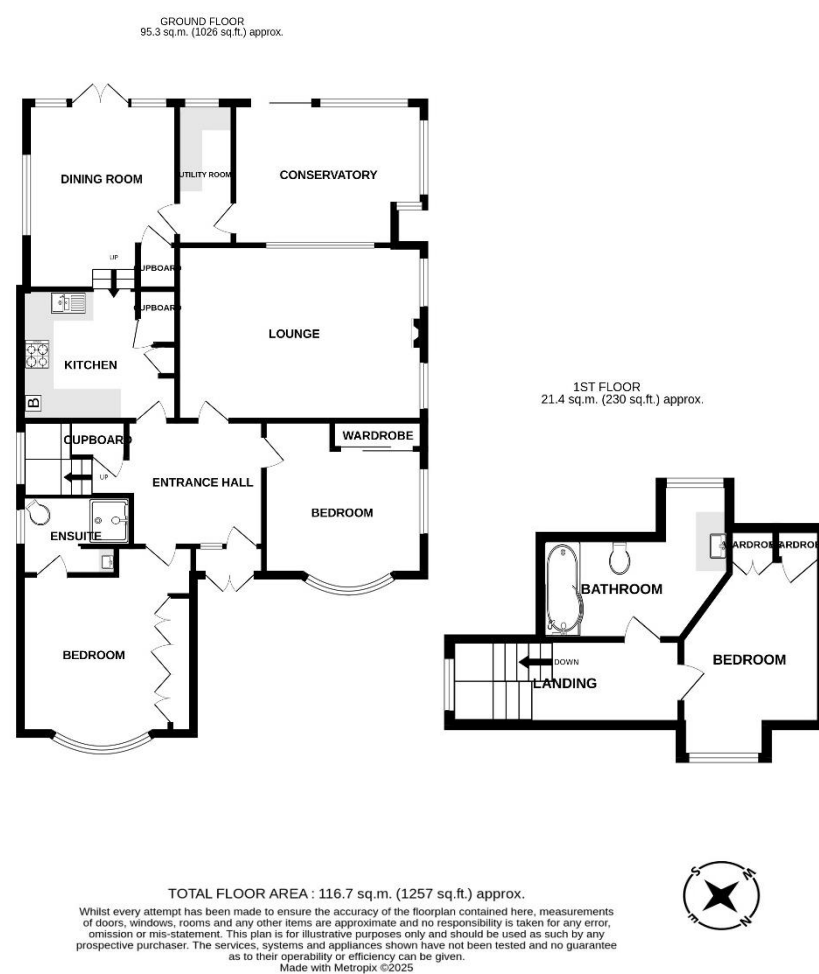 GROUND FLOOR
95.3 sq.m. (1026 sq.ft.) approx.
DINING ROOM
UTILITY ROOM
CONSERVATORY
UP
CUPBOARD
CUPBOARD
LOUNGE
KITCHEN
B
1ST FLOOR
21.4 sq.m. (230 sq.ft.) approx.
CUPBOARD
WARDROBE
UP
ENTRANCE HALL
BEDROOM
ENSUITE
BEDROOM
WARDROBE
WARDROBE
BATHROOM
BEDROOM
DOWN
LANDING
S
W
E
N
TOTAL FLOOR AREA : 116.7 sq.m. (1257 sq.ft.) approx.
Whilst every attempt has been made to ensure the accuracy of the floorplan contained here, measurements
of doors, windows, rooms and any other items are approximate and no responsibility is taken for any error,
omission or mis-statement. This plan is for illustrative purposes only and should be used as such by any
prospective purchaser. The services, systems and appliances shown have not been tested and no guarantee
as to their operability or efficiency can be given.
Made with Metropix ©2025